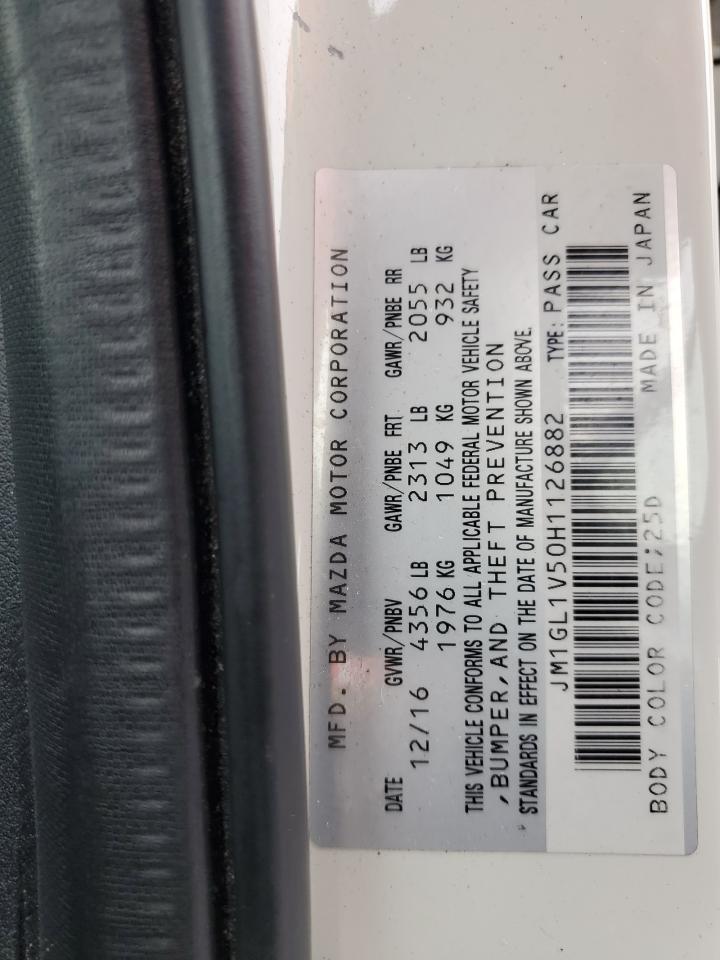 MFD. BY MAZDA MOTOR CORPORATION
DATE GVWR/PNBV GAWR/PNBE FRT GAWR/PNBE RR
12/16 4356 LB 2313 LB 2055 LB
1976 KG 1049 KG 932 KG
THIS VEHICLE CONFORMS TO ALL APPLICABLE FEDERAL MOTOR VEHICLE SAFETY
,BUMPER,AND THEFT PREVENTION
STANDARDS IN EFFECT ON THE DATE OF MANUFACTURE SHOWN ABOVE.
JM1GL1V50H1126882 TYPE: PASS CAR
BODY COLOR CODE;25D MADE IN JAPAN